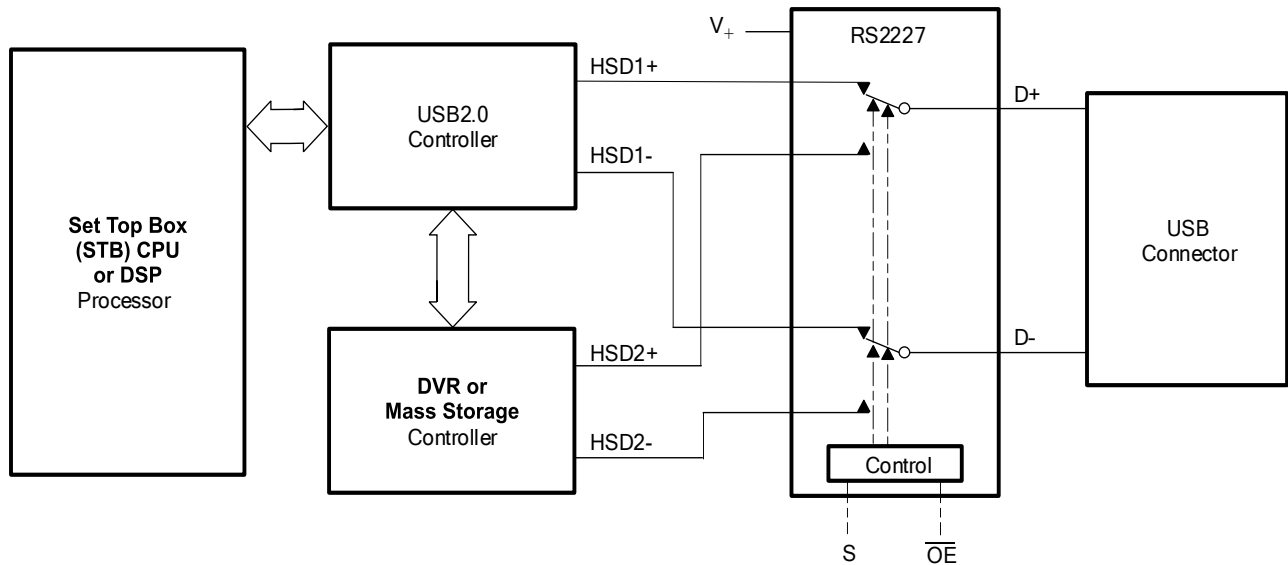 V+
RS2227
HSD1+
USB2.0
Controller
D+
HSD1-
Set Top Box
(STB) CPU
or DSP
Processor
USB
Connector
HSD2+
D-
DVR or
Mass Storage
Controller
HSD2-
Control
S
O̅E̅